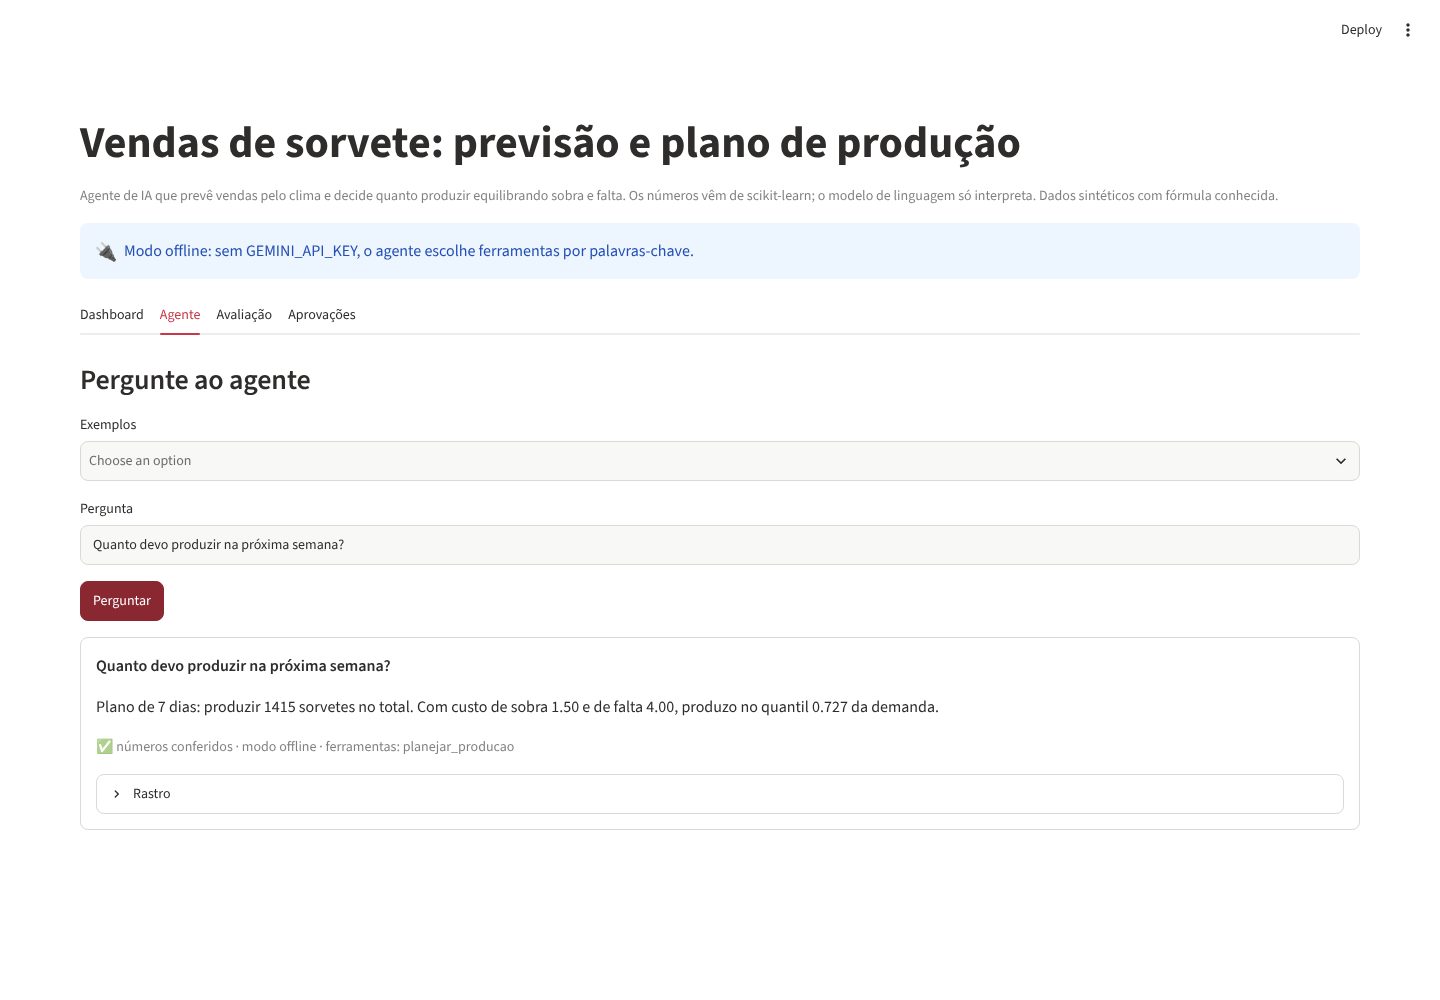 Deploy
Vendas de sorvete: previsão e plano de produção
Agente de IA que prevê vendas pelo clima e decide quanto produzir equilibrando sobra e falta. Os números vêm de scikit-learn; o modelo de linguagem só interpreta. Dados sintéticos com fórmula conhecida.
Modo offline: sem GEMINI_API_KEY, o agente escolhe ferramentas por palavras-chave.
Dashboard Agente Avaliação Aprovações
Pergunte ao agente
Exemplos
Choose an option
Pergunta
Quanto devo produzir na próxima semana?
Perguntar
Quanto devo produzir na próxima semana?
Plano de 7 dias: produzir 1415 sorvetes no total. Com custo de sobra 1.50 e de falta 4.00, produzo no quantil 0.727 da demanda.
✅ números conferidos · modo offline · ferramentas: planejar_producao
Rastro